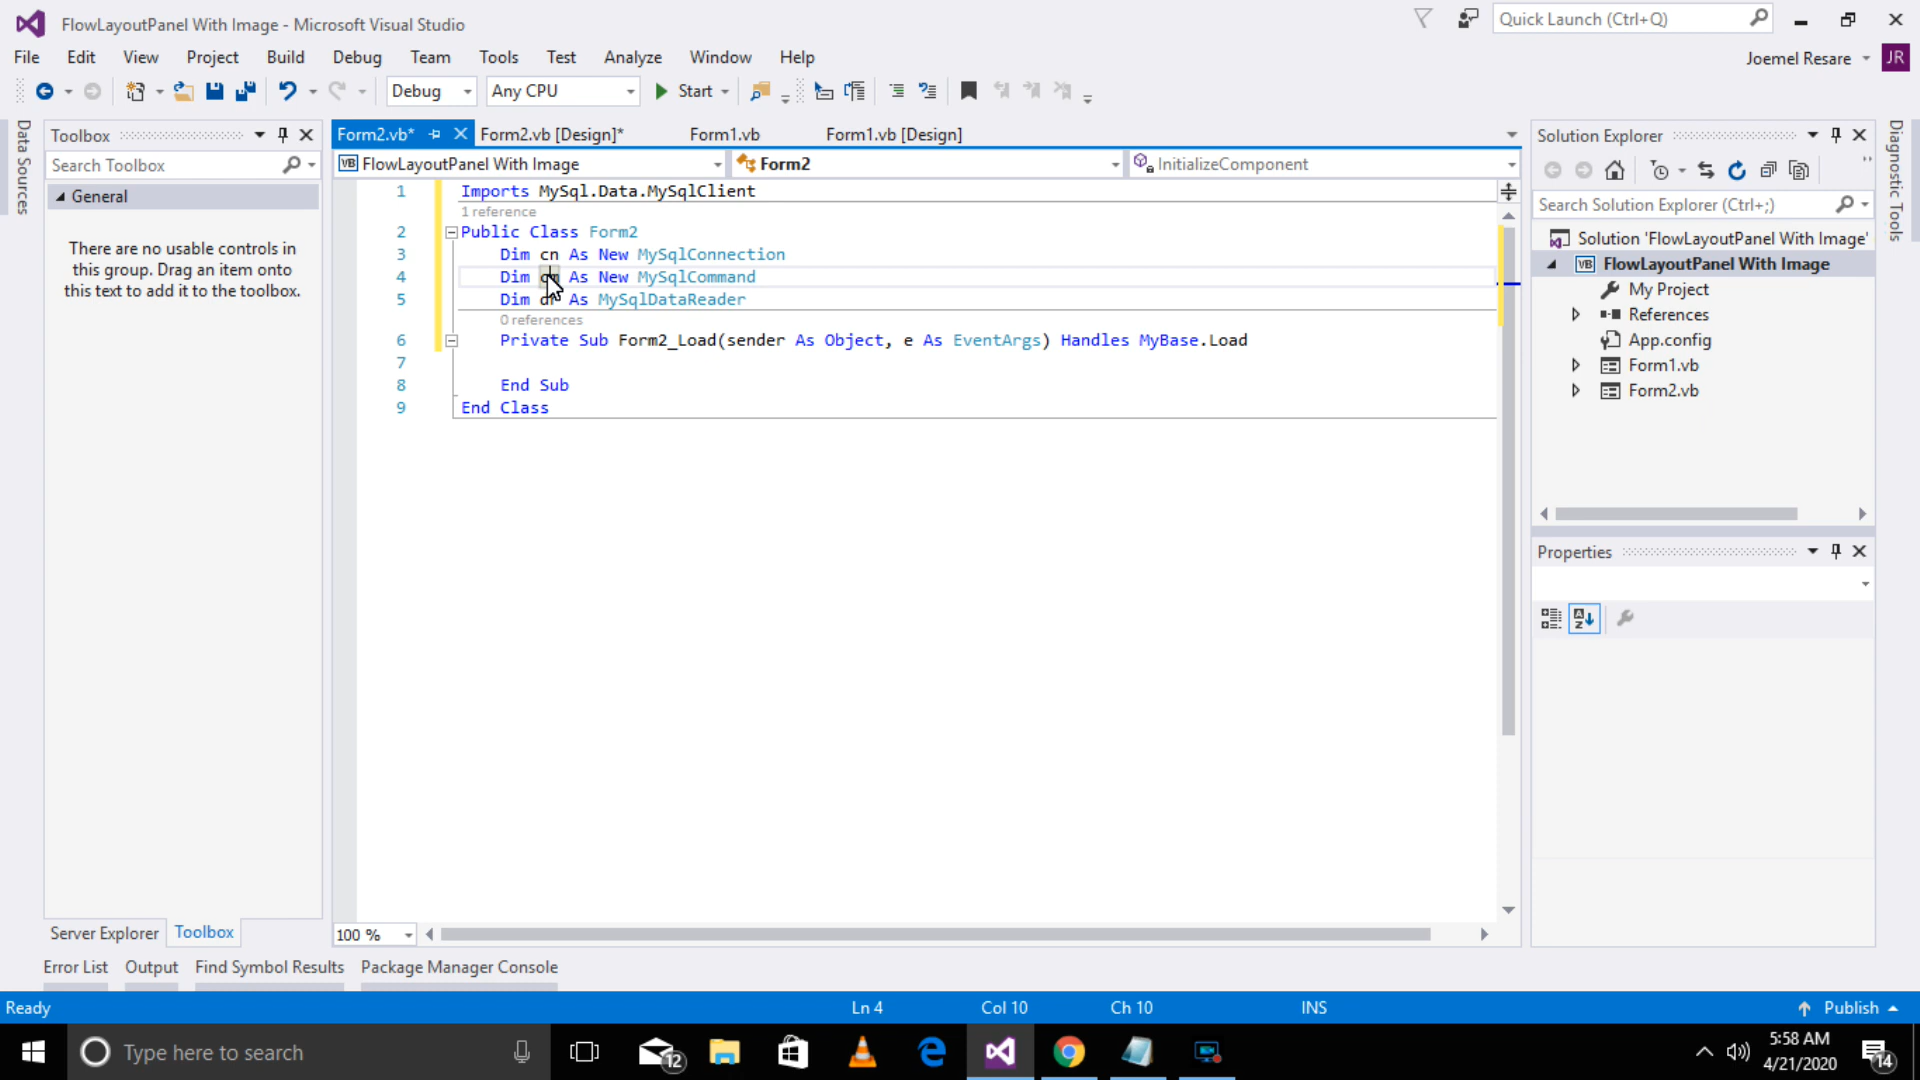 FlowLayoutPanel With Image - Microsoft Visual Studio
Quick Launch (Ctrl+Q)
File Edit View Project Build Debug Team Tools Test Analyze Window Help
Joemel Resare JR
Debug Any CPU Start
Data Sources
Toolbox
Search Toolbox
General
There are no usable controls in
this group. Drag an item onto
this text to add it to the toolbox.
Server Explorer Toolbox
Form2.vb* Form2.vb [Design]* Form1.vb Form1.vb [Design]
VB FlowLayoutPanel With Image Form2 InitializeComponent
1 Imports MySql.Data.MySqlClient
1 reference
2 Public Class Form2
3 Dim cn As New MySqlConnection
4 Dim cm As New MySqlCommand
5 Dim dr As MySqlDataReader
0 references
6 Private Sub Form2_Load(sender As Object, e As EventArgs) Handles MyBase.Load
7
8 End Sub
9 End Class
100 %
Solution Explorer
Search Solution Explorer (Ctrl+;)
Solution 'FlowLayoutPanel With Image'
VB FlowLayoutPanel With Image
My Project
References
App.config
Form1.vb
Form2.vb
Properties
Diagnostic Tools
Error List Output Find Symbol Results Package Manager Console
Ready Ln 4 Col 10 Ch 10 INS Publish
Type here to search
12
5:58 AM
4/21/2020
14